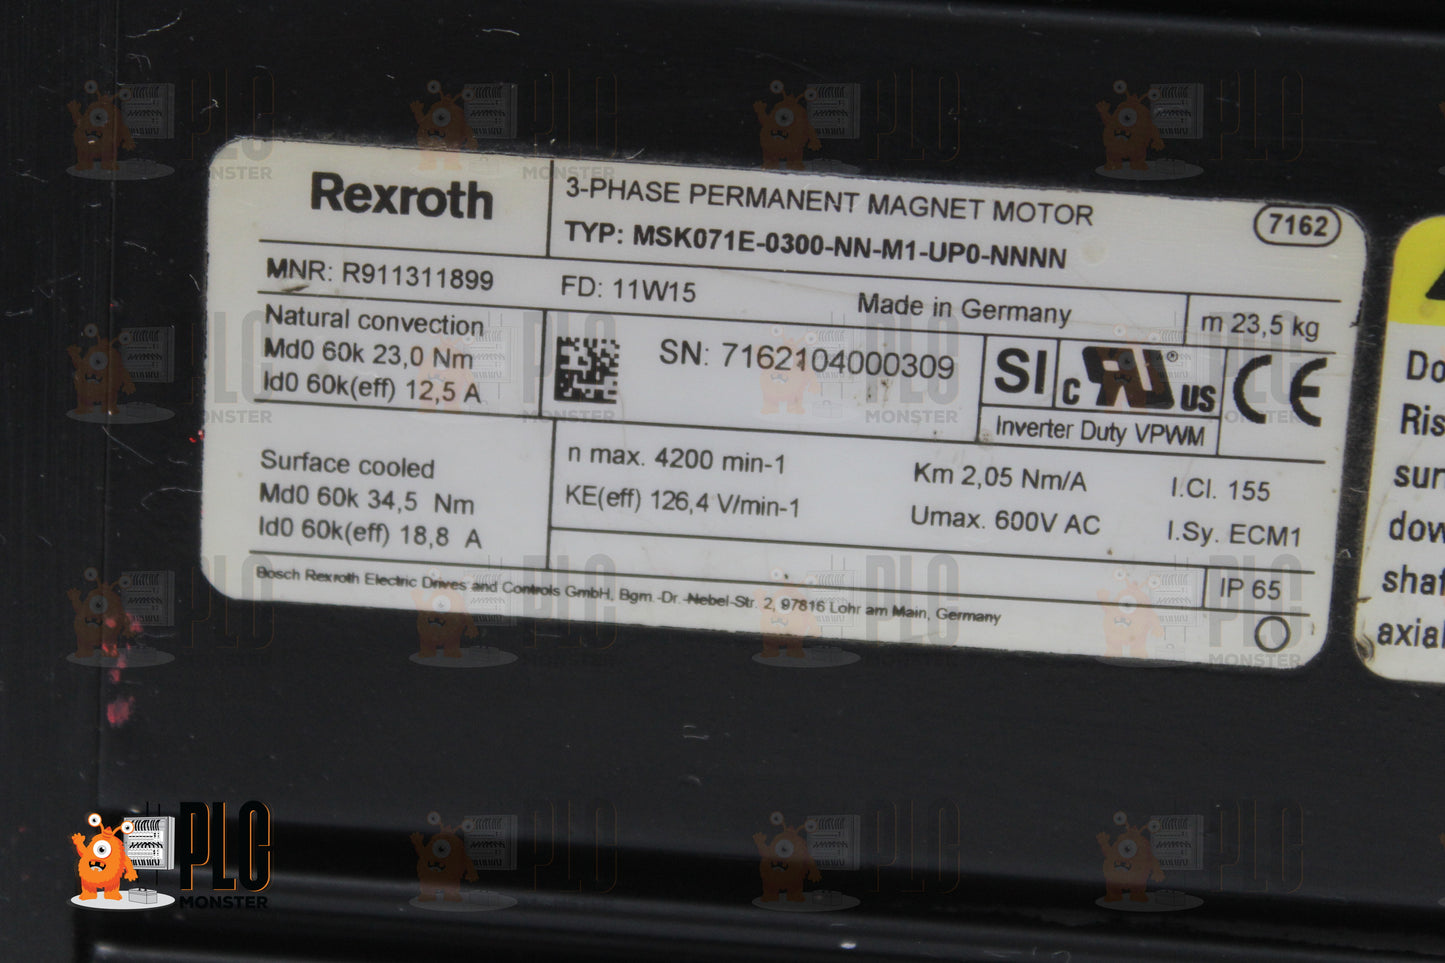 Rexroth
3-PHASE PERMANENT MAGNET MOTOR
7162
TYP: MSK071E-0300-NN-M1-UP0-NNNN
MNR: R911311899
FD: 11W15
Made in Germany
m 23,5 kg
Natural convection
Md0 60k 23,0 Nm
Id0 60k(eff) 12,5 A
SN: 7162104000309
SI
c RU ® US
CE
Inverter Duty VPWM
Surface cooled
Md0 60k 34,5 Nm
Id0 60k(eff) 18,8 A
n max. 4200 min-1
Km 2,05 Nm/A
I.Cl. 155
KE(eff) 126,4 V/min-1
Umax. 600V AC
I.Sy. ECM1
IP 65
Bosch Rexroth Electric Drives and Controls GmbH, Bgm.-Dr.-Nebel-Str. 2, 97816 Lohr am Main, Germany
Do
Ris
sur
dow
shaf
axial
PLC
MONSTER